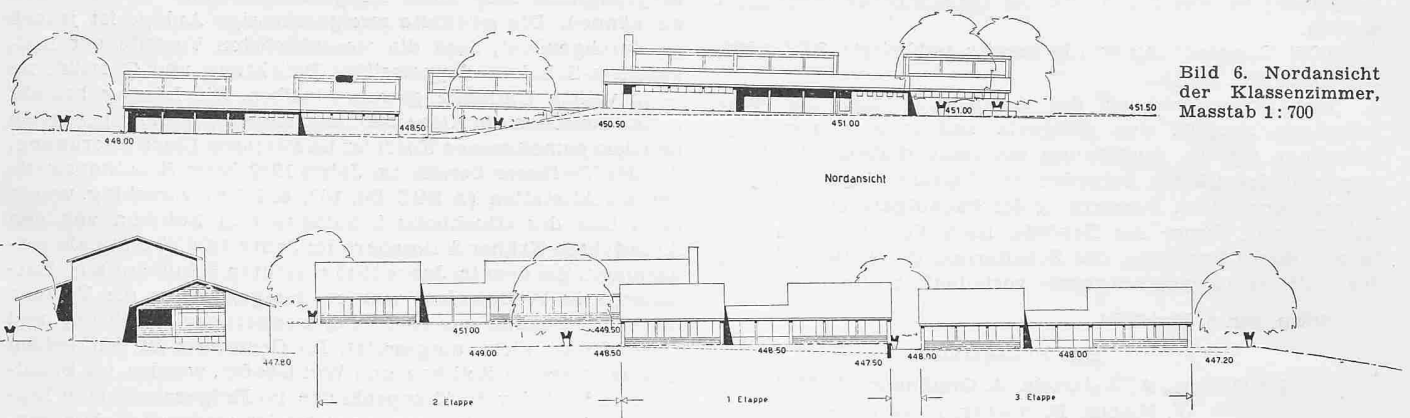 Bild 6. Nordansicht
der Klassenzimmer,
Masstab 1:700
448.00
448.50
450.50
451.00
451.00
451.50
Nordansicht
447.80
451.00
449.00
449.50
448.50
448.50
447.50
448.00
448.00
447.20
2 Etappe
1 Etappe
3 Etappe